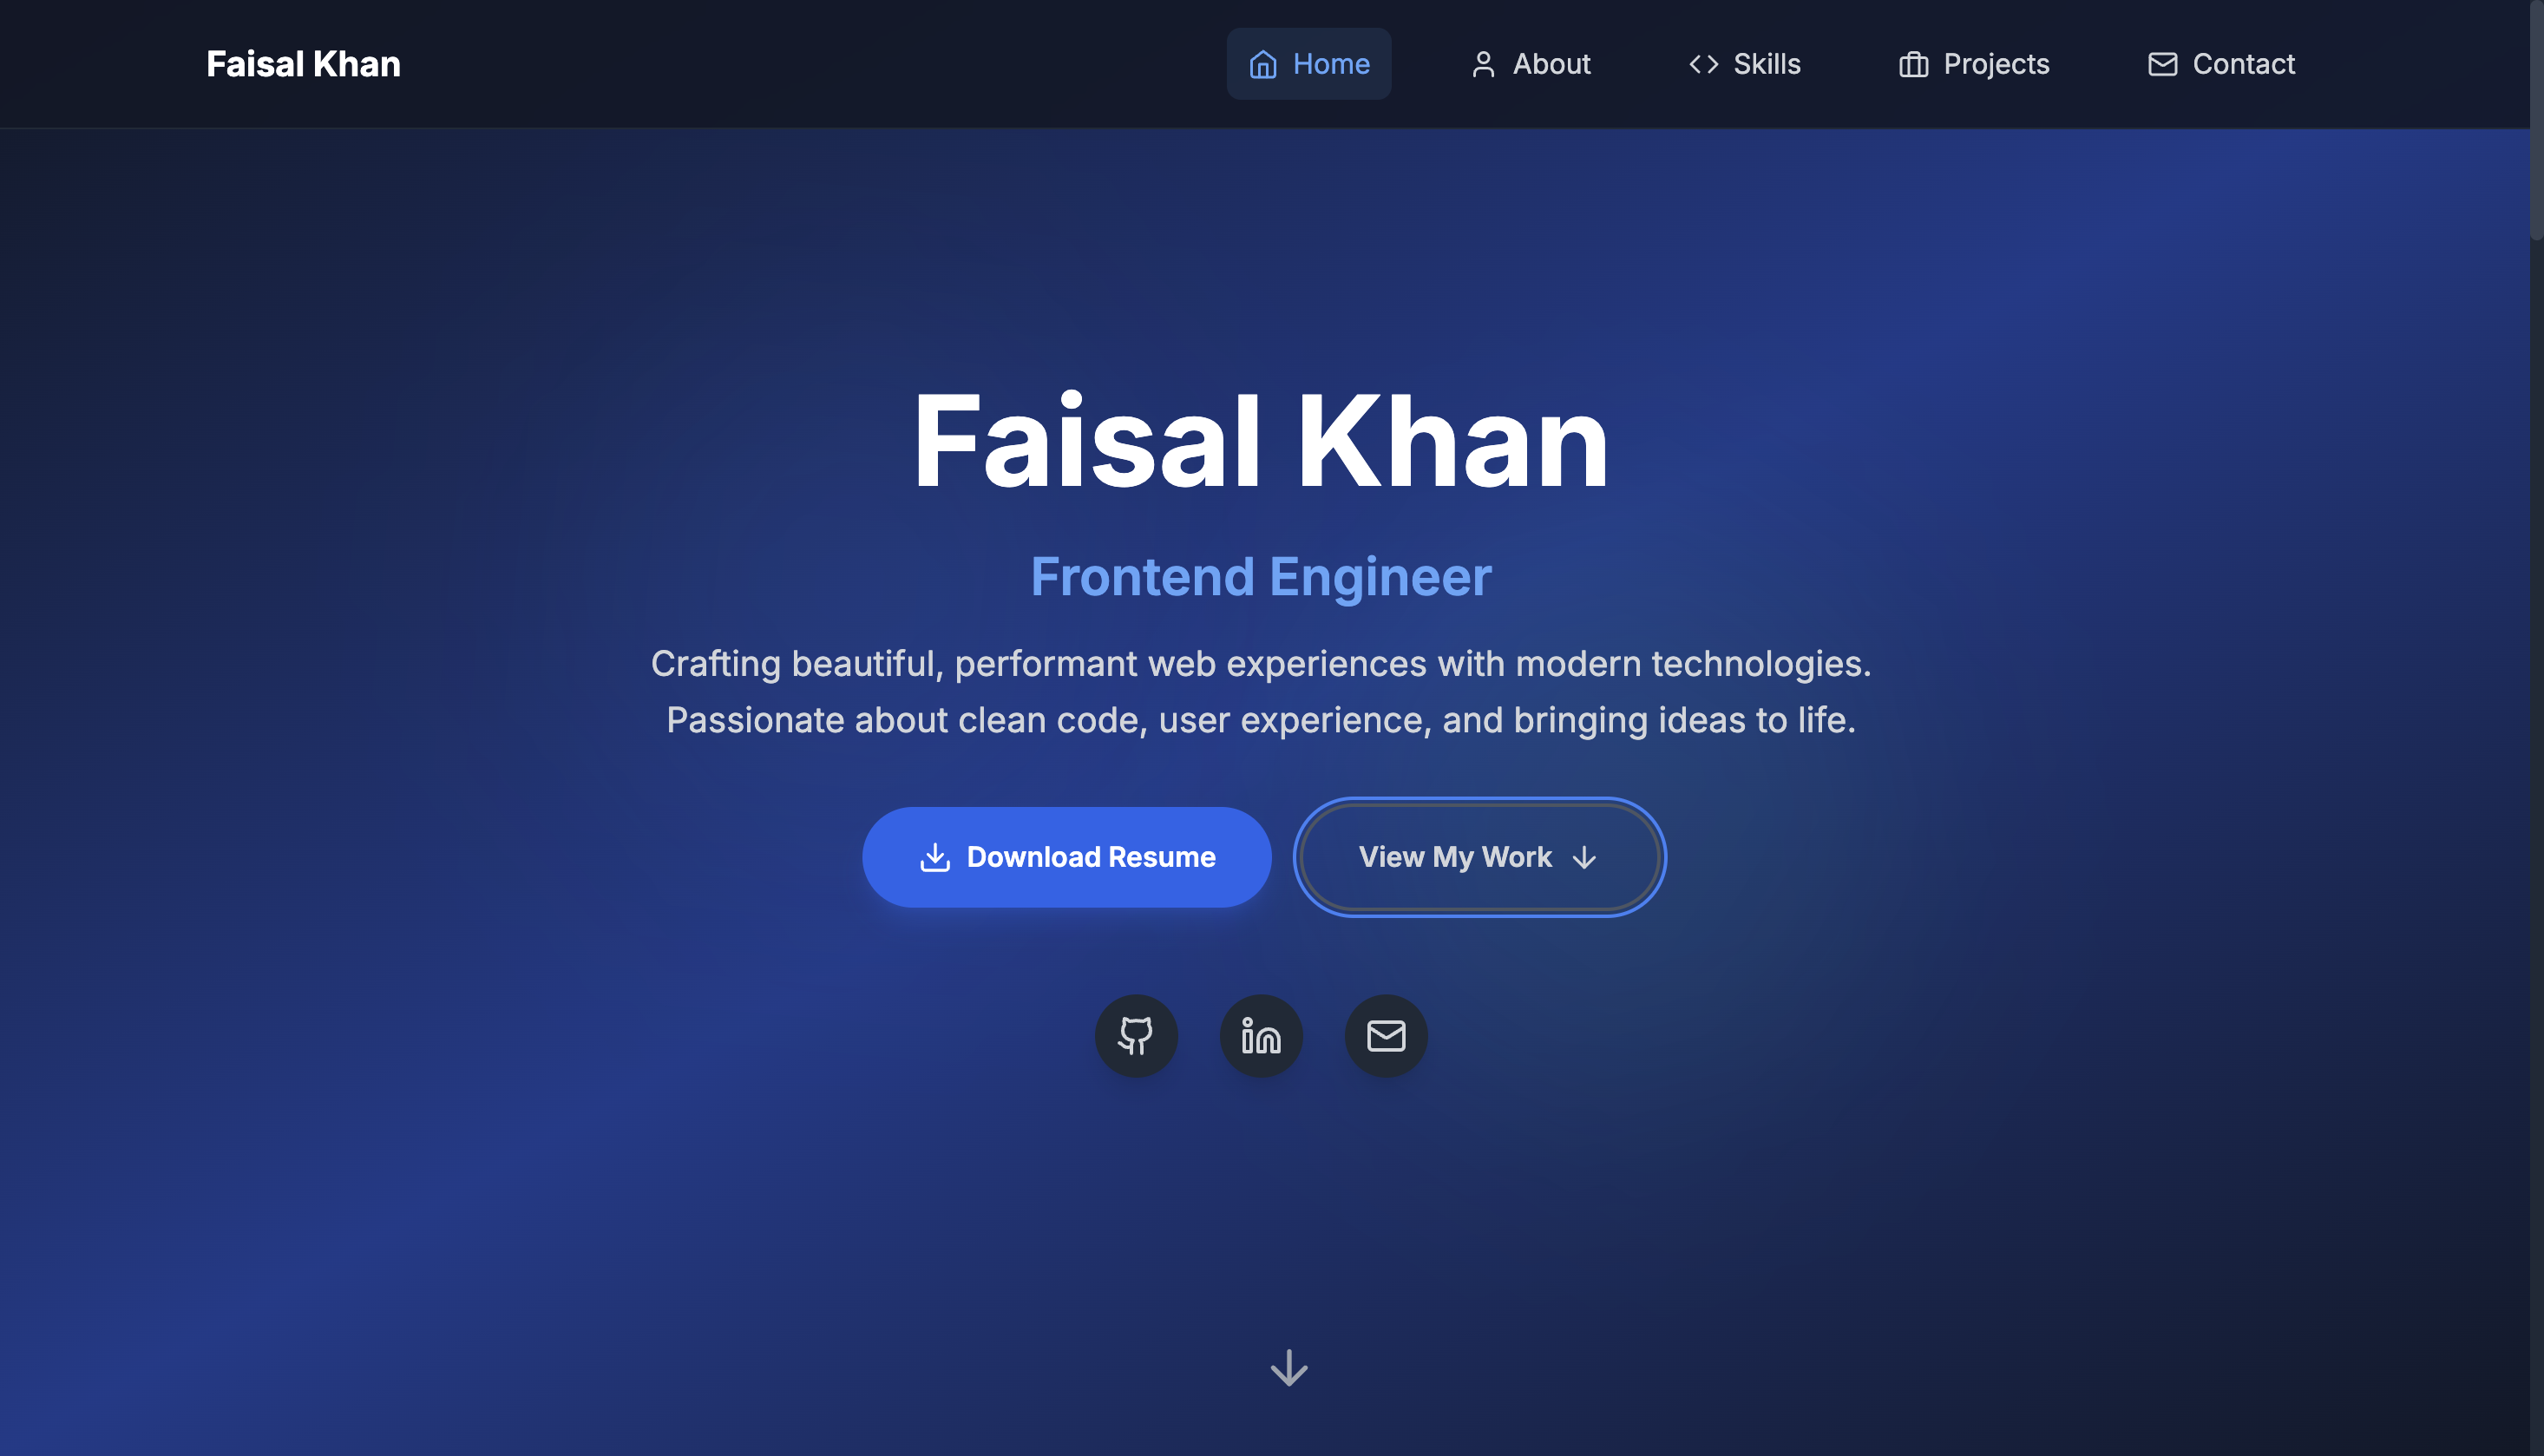 Faisal Khan
Home
About
Skills
Projects
Contact
Faisal Khan
Frontend Engineer
Crafting beautiful, performant web experiences with modern technologies.
Passionate about clean code, user experience, and bringing ideas to life.
Download Resume
View My Work
in